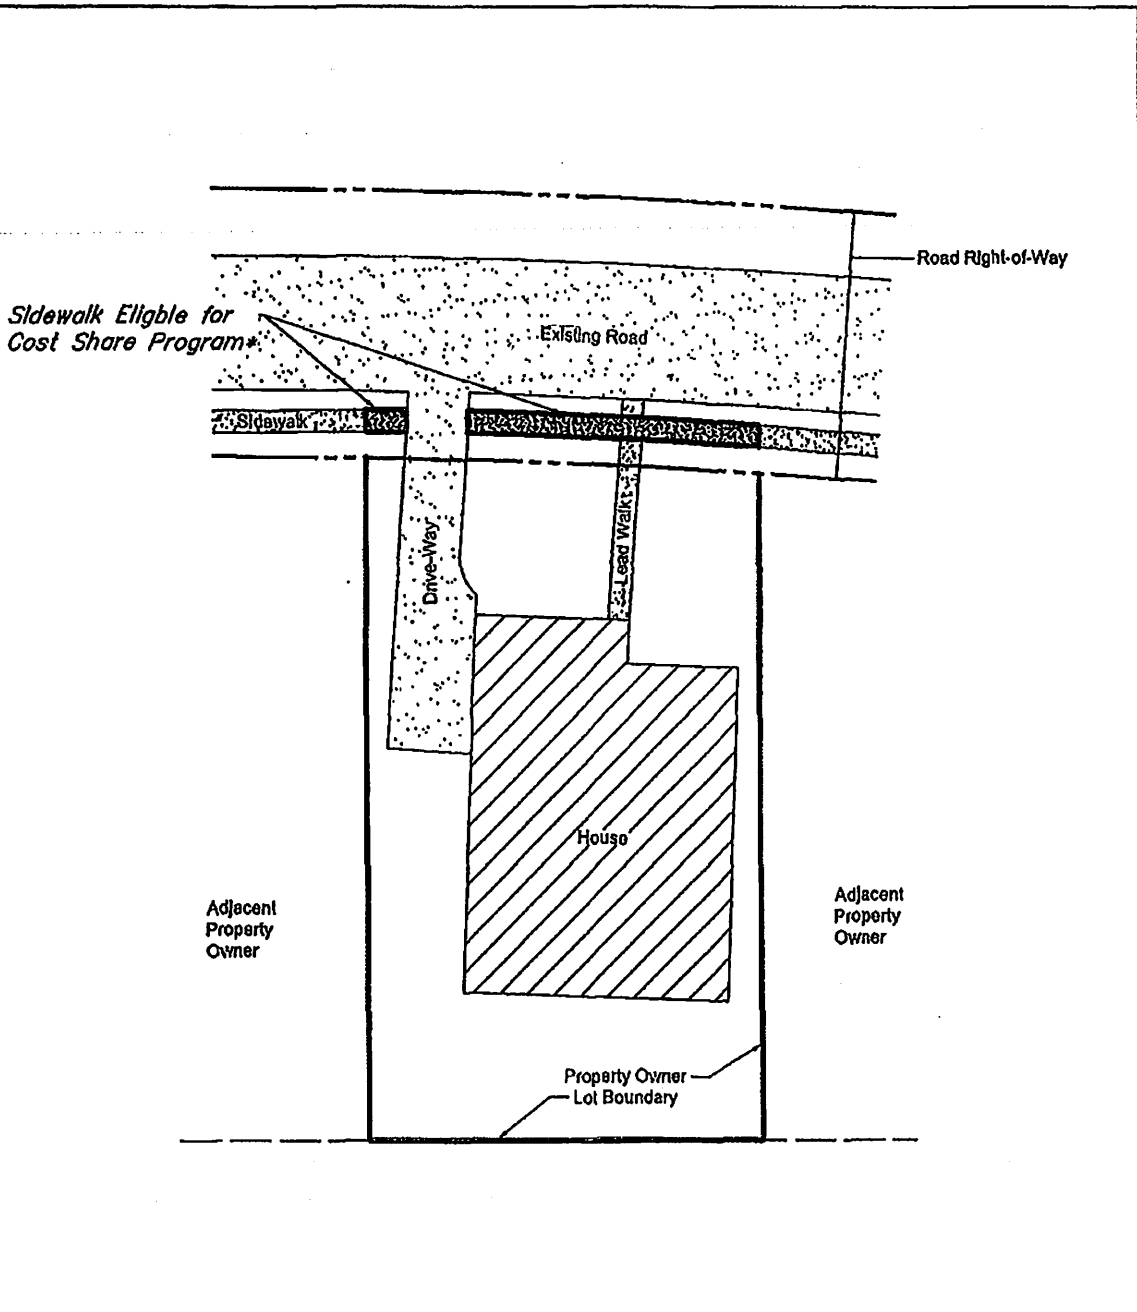 Road Right-of-Way
Sidewalk Eligble for
Cost Share Program*
Existing Road
Sidewalk
Drive-Way
Lead Walk
House
Adjacent
Property
Owner
Adjacent
Property
Owner
Property Owner
Lot Boundary